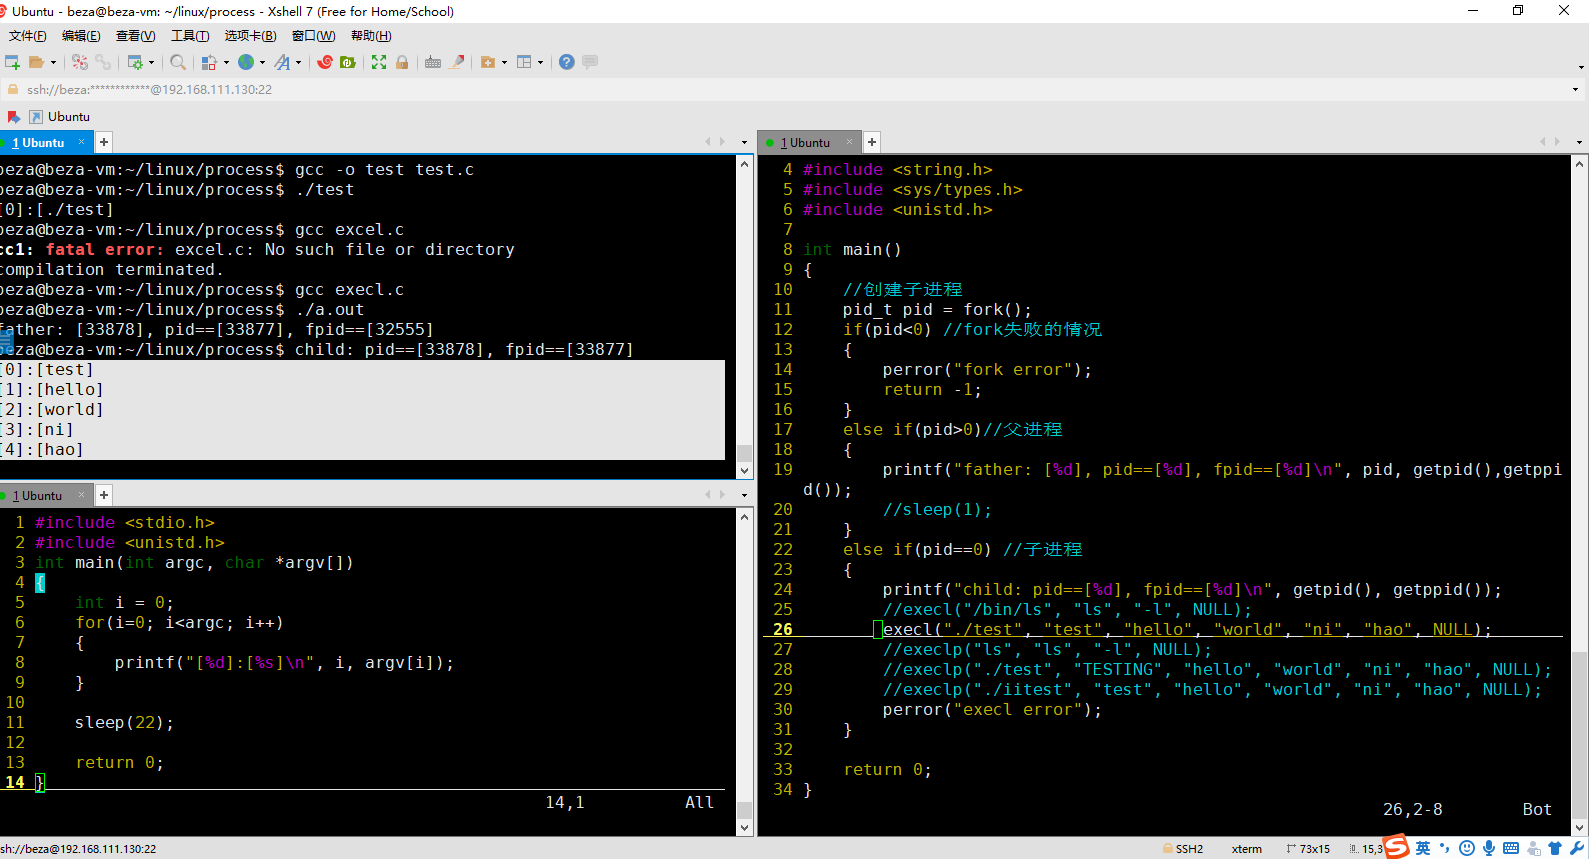 Ubuntu - beza@beza-vm: ~/linux/process - Xshell 7 (Free for Home/School)
文件(F) 编辑(E) 查看(V) 工具(T) 选项卡(B) 窗口(W) 帮助(H)
ssh://beza:************@192.168.111.130:22
Ubuntu
1 Ubuntu × +
beza@beza-vm:~/linux/process$ gcc -o test test.c
beza@beza-vm:~/linux/process$ ./test
[0]:[./test]
beza@beza-vm:~/linux/process$ gcc excel.c
cc1: fatal error: excel.c: No such file or directory
compilation terminated.
beza@beza-vm:~/linux/process$ gcc execl.c
beza@beza-vm:~/linux/process$ ./a.out
father: [33878], pid==[33877], fpid==[32555]
beza@beza-vm:~/linux/process$ child: pid==[33878], fpid==[33877]
[0]:[test]
[1]:[hello]
[2]:[world]
[3]:[ni]
[4]:[hao]
1 Ubuntu × +
1 #include <stdio.h>
2 #include <unistd.h>
3 int main(int argc, char *argv[])
4 {
5     int i = 0;
6     for(i=0; i<argc; i++)
7     {
8         printf("[%d]:[%s]\n", i, argv[i]);
9     }
10
11     sleep(22);
12
13     return 0;
14 }
14,1 All
1 Ubuntu × +
4 #include <string.h>
5 #include <sys/types.h>
6 #include <unistd.h>
7
8 int main()
9 {
10     //创建子进程
11     pid_t pid = fork();
12     if(pid<0) //fork失败的情况
13     {
14         perror("fork error");
15         return -1;
16     }
17     else if(pid>0)//父进程
18     {
19         printf("father: [%d], pid==[%d], fpid==[%d]\n", pid, getpid(),getppi
d());
20         //sleep(1);
21     }
22     else if(pid==0) //子进程
23     {
24         printf("child: pid==[%d], fpid==[%d]\n", getpid(), getppid());
25         //execl("/bin/ls", "ls", "-l", NULL);
26         execl("./test", "test", "hello", "world", "ni", "hao", NULL);
27         //execlp("ls", "ls", "-l", NULL);
28         //execlp("./test", "TESTING", "hello","world", "ni","hao", NULL);
29         //execlp("./iitest", "test", "hello", "world", "ni", "hao", NULL);
30         perror("execl error");
31     }
32
33     return 0;
34 }
26,2-8 Bot
sh://beza@192.168.111.130:22 SSH2 xterm 73x15 15,3 英